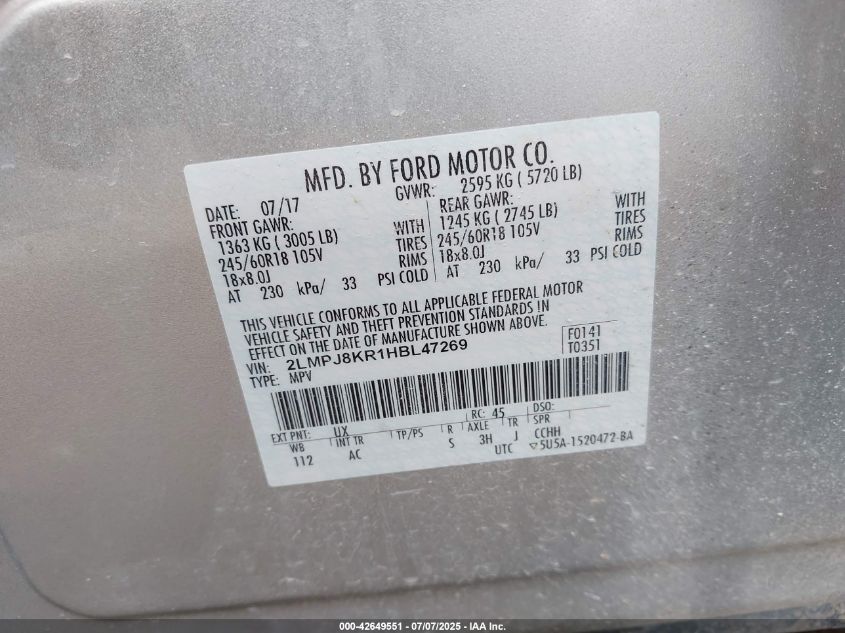 MFD. BY FORD MOTOR CO.
DATE: 07/17 GVWR: 2595 KG ( 5720 LB)
FRONT GAWR: REAR GAWR:
1363 KG ( 3005 LB) WITH 1245 KG ( 2745 LB) WITH
245/60R18 105V TIRES 245/60R18 105V TIRES
18x8.0J RIMS 18x8.0J RIMS
AT 230 kPa/ 33 PSI COLD AT 230 kPa/ 33 PSI COLD
THIS VEHICLE CONFORMS TO ALL APPLICABLE FEDERAL MOTOR
VEHICLE SAFETY AND THEFT PREVENTION STANDARDS IN
EFFECT ON THE DATE OF MANUFACTURE SHOWN ABOVE.
VIN: 2LMPJ8KR1HBL47269 F0141
TYPE: MPV T0351
EXT PNT: UX RC: 45 DSO:
WB INT TR TP/PS R AXLE TR SPR
112 AC S 3H J CCHH
UTC 5U5A-1520472-BA
000-42649551 - 07/07/2025 - IAA Inc.